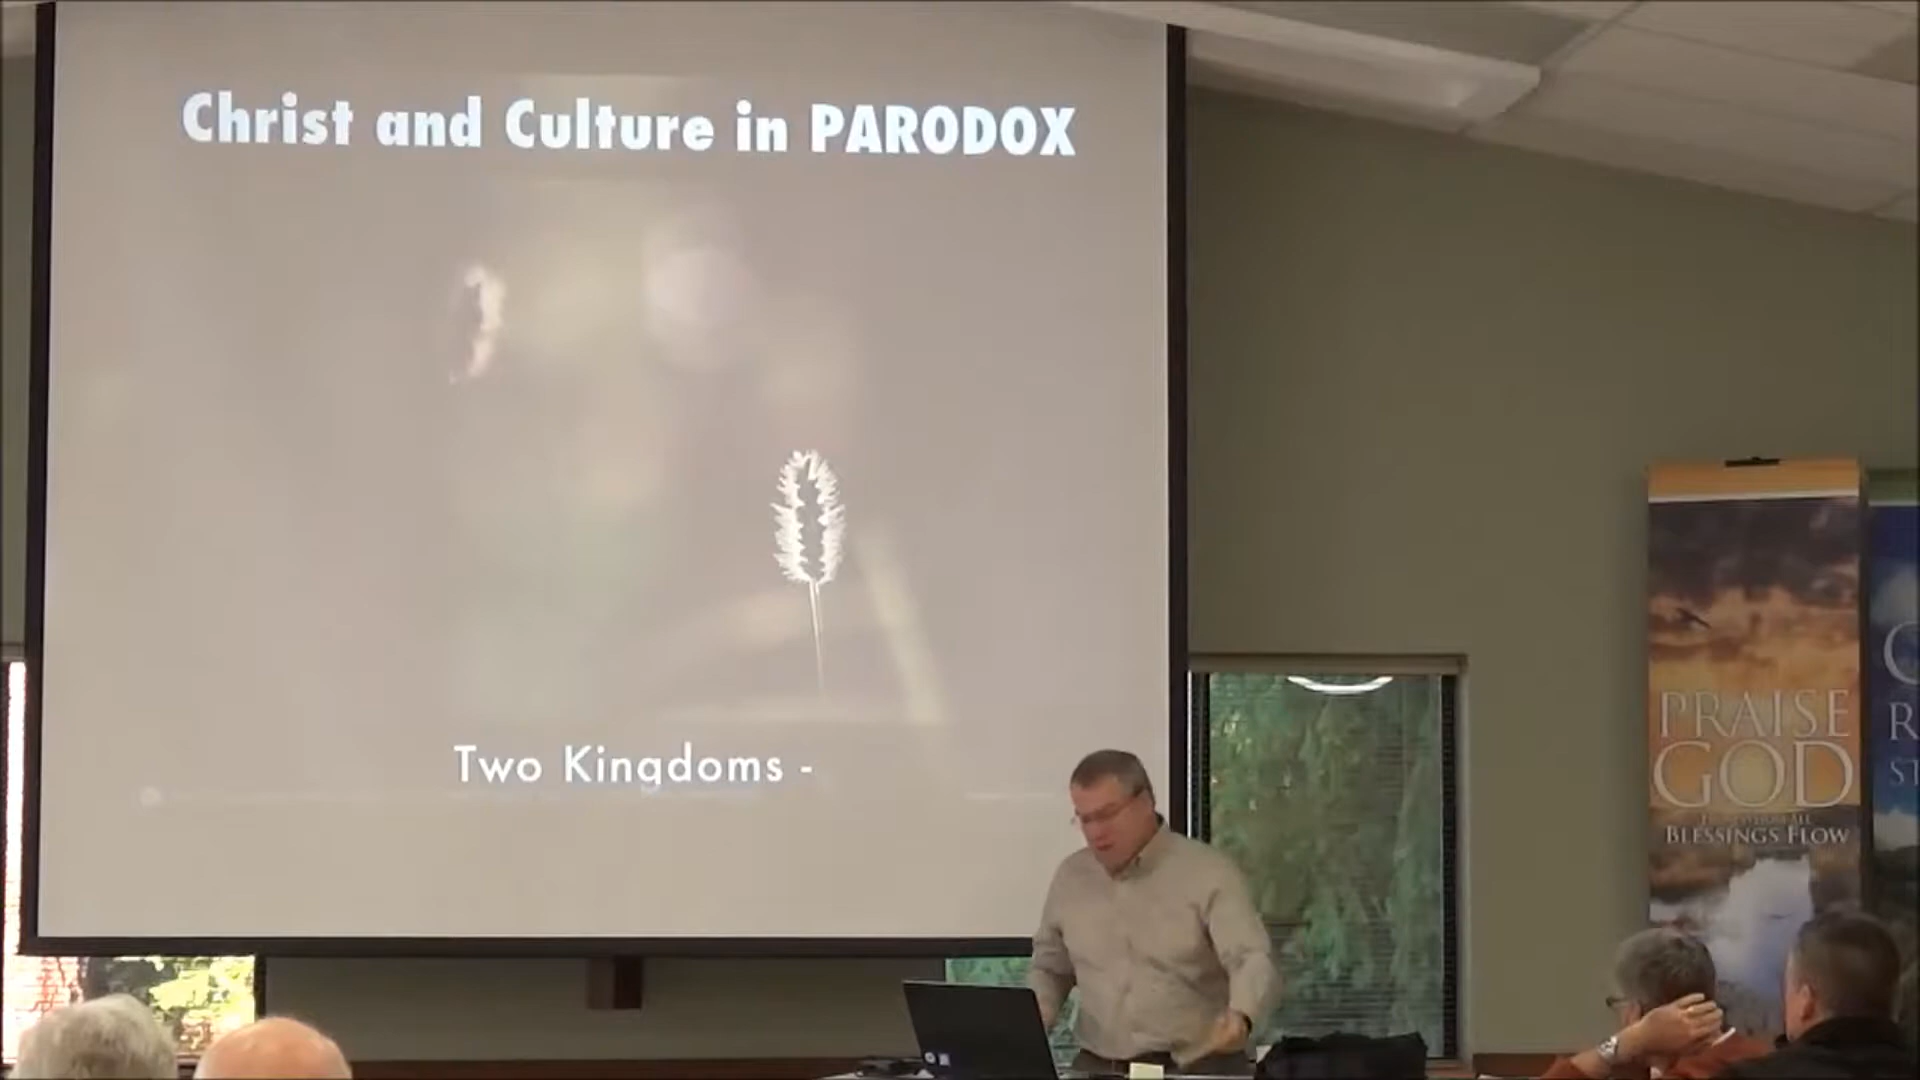 Christ and Culture in PARODOX
Two Kingdoms -
PRAISE
GOD
BLESSINGS FLOW